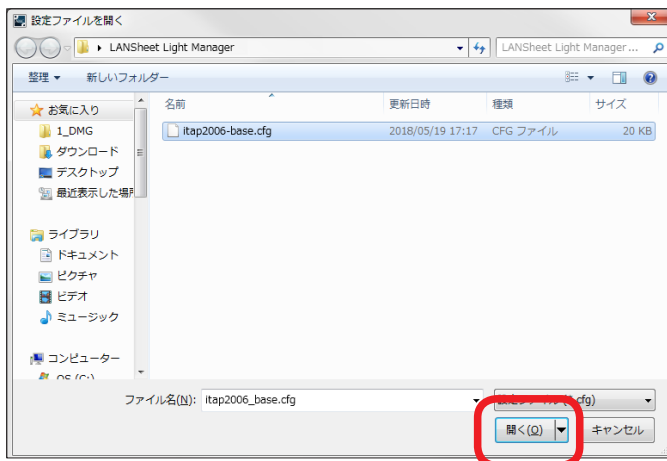 設定ファイルを開く
LANSheet Light Manager
LANSheet Light Manager...
整理 新しいフォルダー
お気に入り
1_DMG
ダウンロード
デスクトップ
最近表示した場所
ライブラリ
ドキュメント
ピクチャ
ビデオ
ミュージック
コンピューター
OS (C:)
名前 更新日時 種類 サイズ
itap2006-base.cfg 2018/05/19 17:17 CFG ファイル 20 KB
ファイル名(N): itap2006_base.cfg
cfg)
開く(O) キャンセル